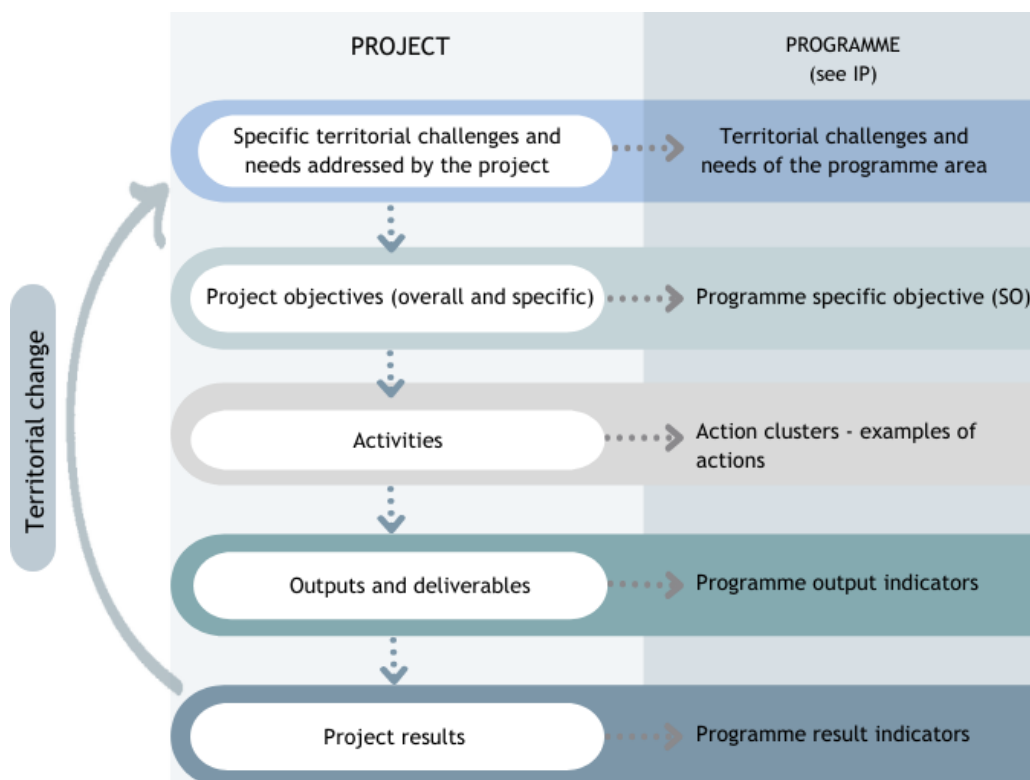 PROJECT
PROGRAMME
(see IP)
Specific territorial challenges and
needs addressed by the project
Territorial challenges and
needs of the programme area
Project objectives (overall and specific)
Programme specific objective (SO)
Territorial change
Activities
Action clusters - examples of
actions
Outputs and deliverables
Programme output indicators
Project results
Programme result indicators